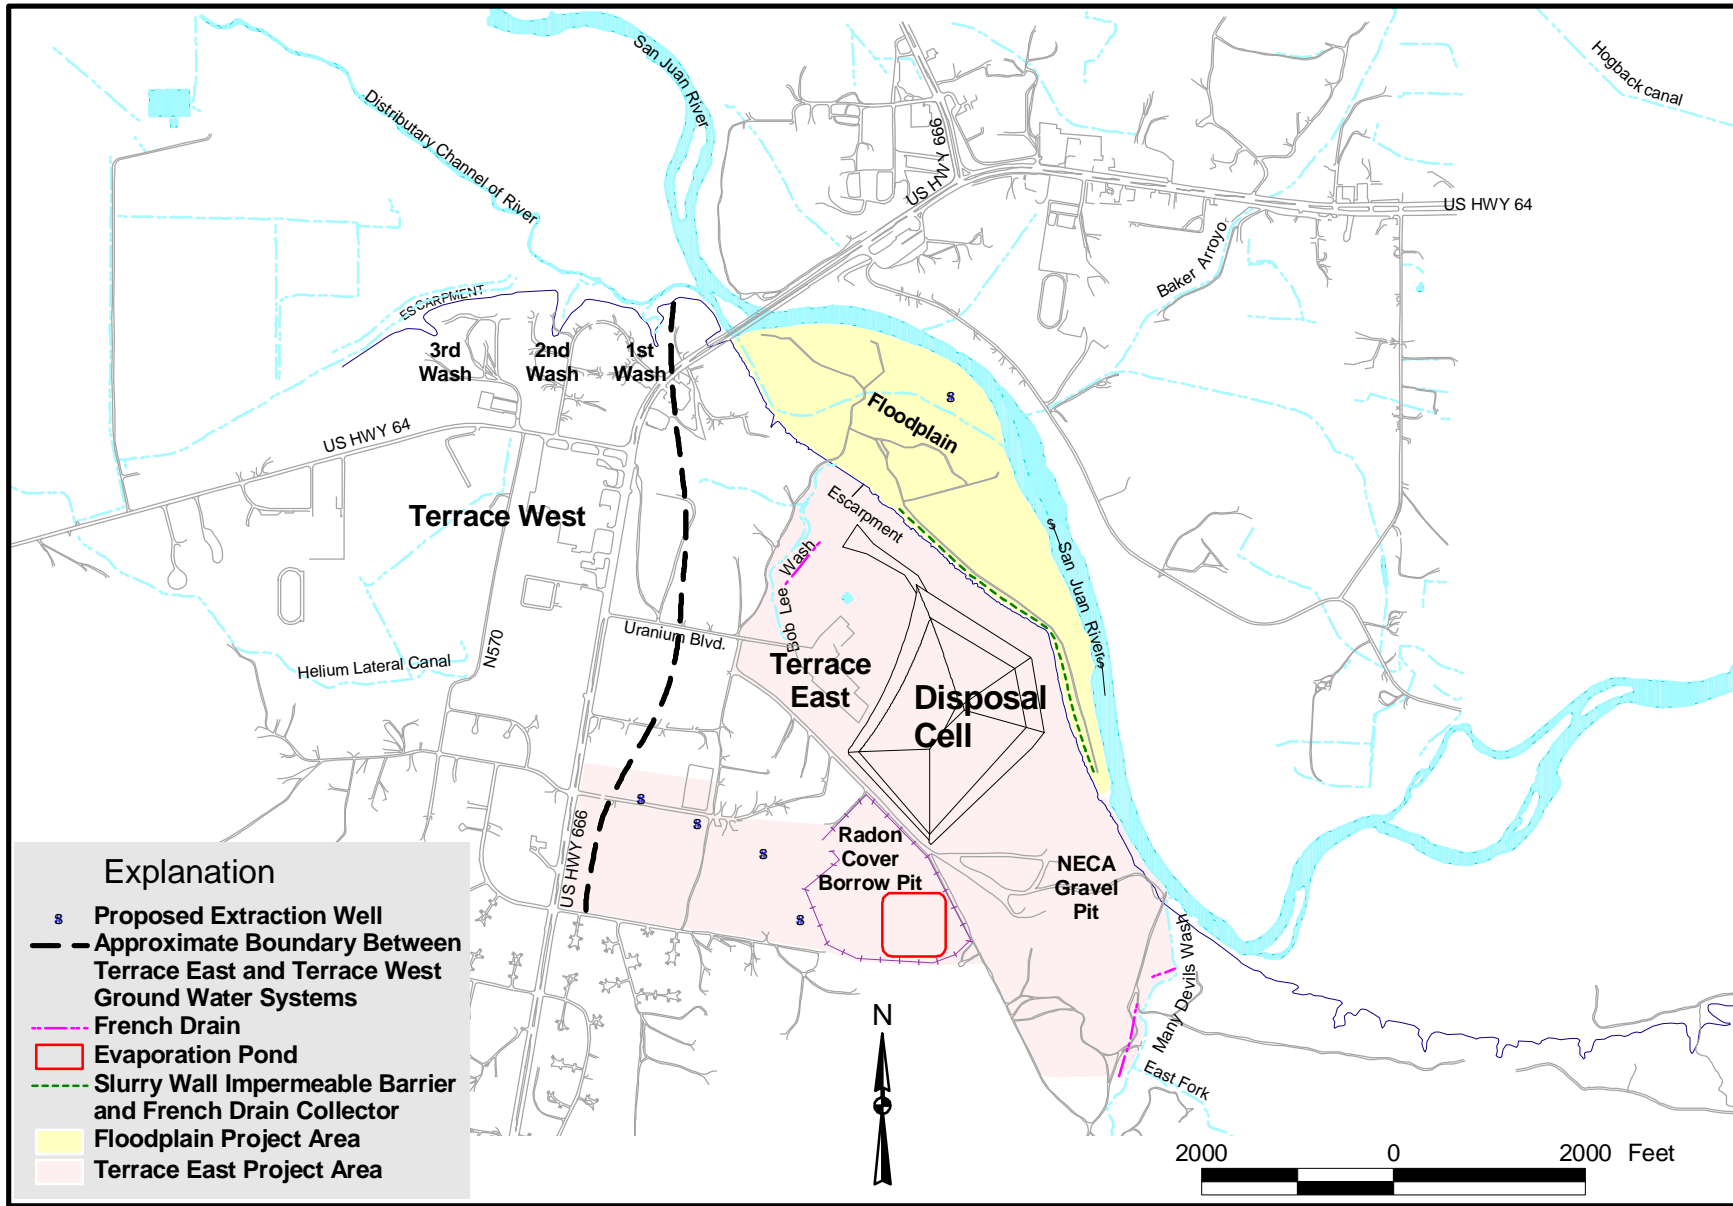 San Juan River
Hogback canal
Distributary Channel of River
US HWY 666
US HWY 64
Baker Arroyo
ESCARPMENT
3rd
Wash
2nd
Wash
1st
Wash
Floodplain
US HWY 64
Terrace West
Escarpment
Bob Lee Wash
San Juan River
Uranium Blvd.
Helium Lateral Canal
N570
Terrace
East
Disposal
Cell
US HWY 666
Radon
Cover
Borrow Pit
NECA
Gravel
Pit
Many Devils Wash
East Fork
N
Explanation
Proposed Extraction Well
Approximate Boundary Between
Terrace East and Terrace West
Ground Water Systems
French Drain
Evaporation Pond
Slurry Wall Impermeable Barrier
and French Drain Collector
Floodplain Project Area
Terrace East Project Area
2000 0 2000 Feet